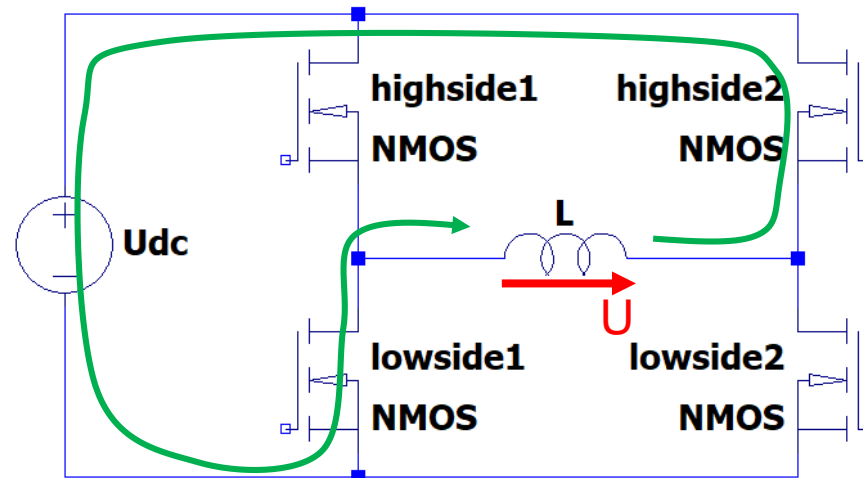 highside1
NMOS
highside2
NMOS
Udc
L
U
lowside1
NMOS
lowside2
NMOS